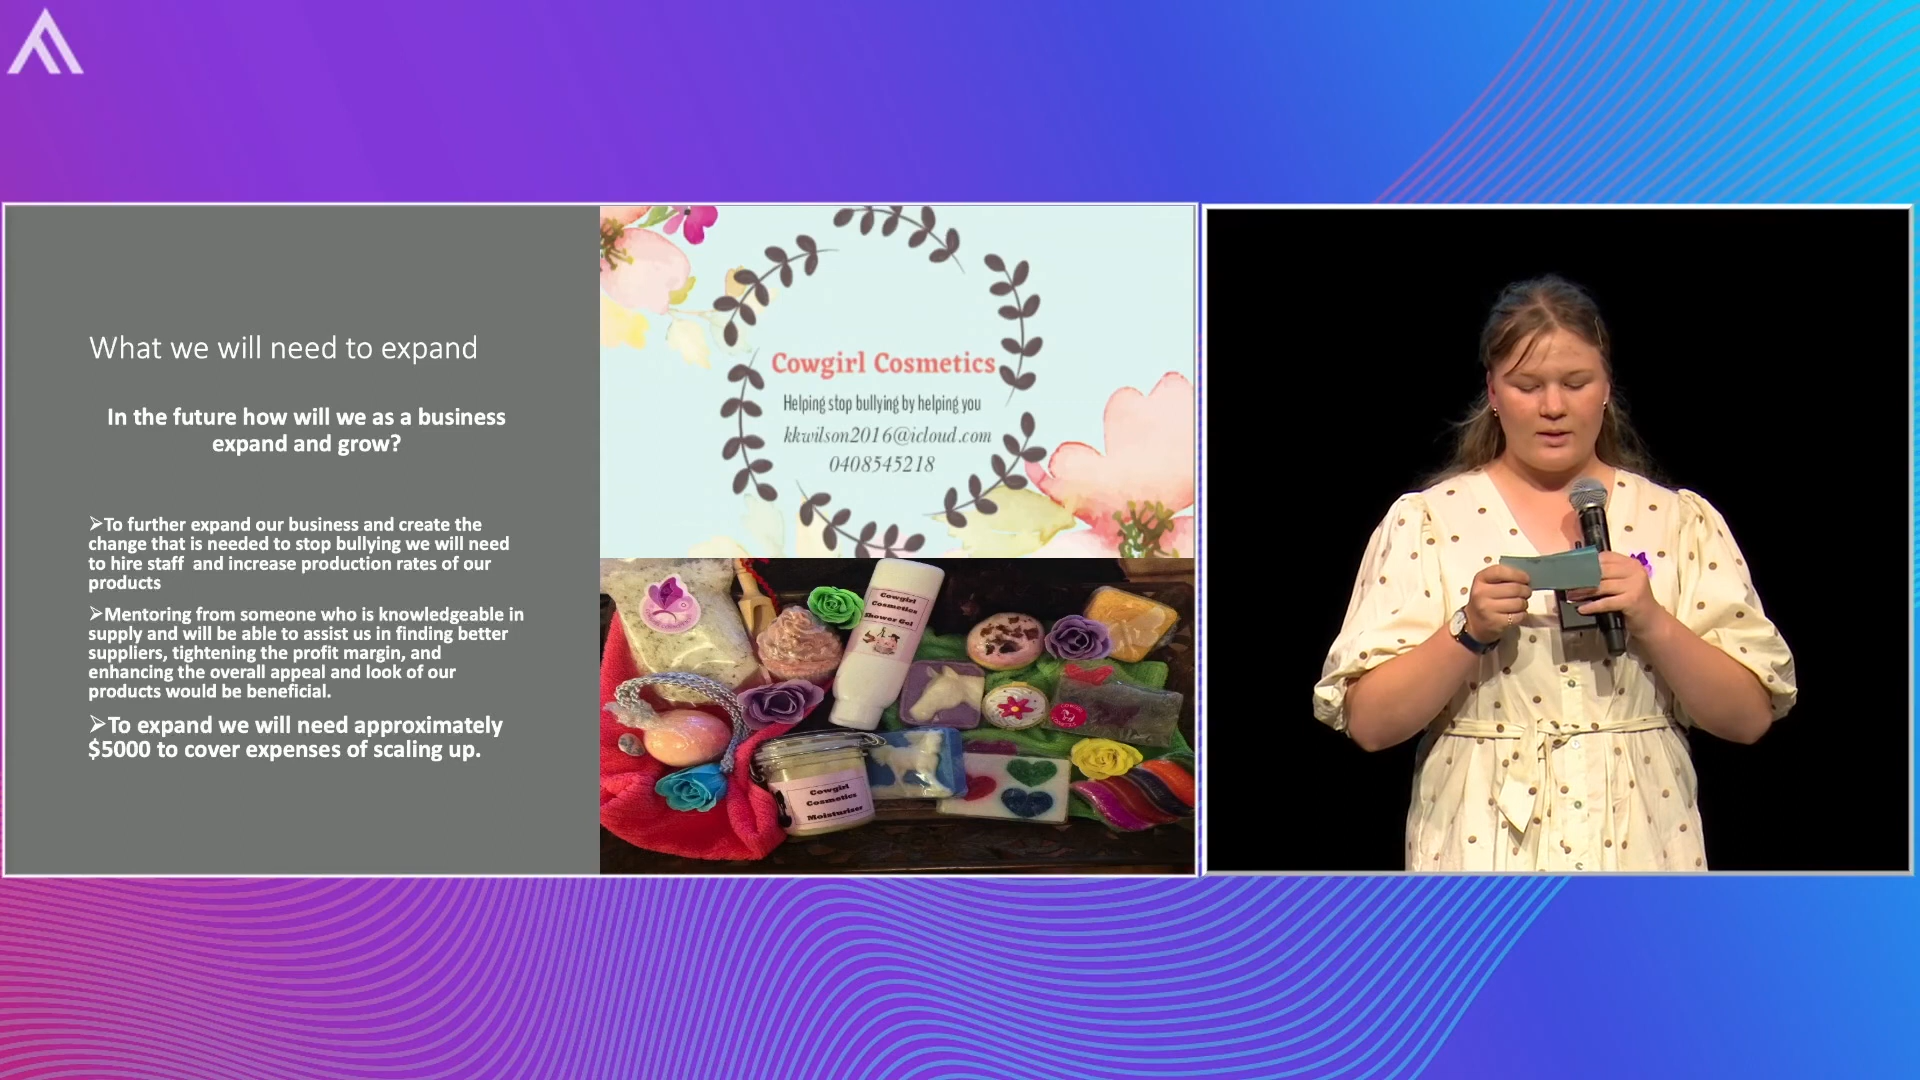 What we will need to expand
In the future how will we as a business
expand and grow?
➢To further expand our business and create the
change that is needed to stop bullying we will need
to hire staff  and increase production rates of our
products
➢Mentoring from someone who is knowledgeable in
supply and will be able to assist us in finding better
suppliers, tightening the profit margin, and
enhancing the overall appeal and look of our
products would be beneficial.
➢To expand we will need approximately
$5000 to cover expenses of scaling up.
Cowgirl Cosmetics
Helping stop bullying by helping you
kkwilson2016@icloud.com
0408545218
Cowgirl
Cosmetics
Shower Gel
Cowgirl
Cosmetics
Moisturiser